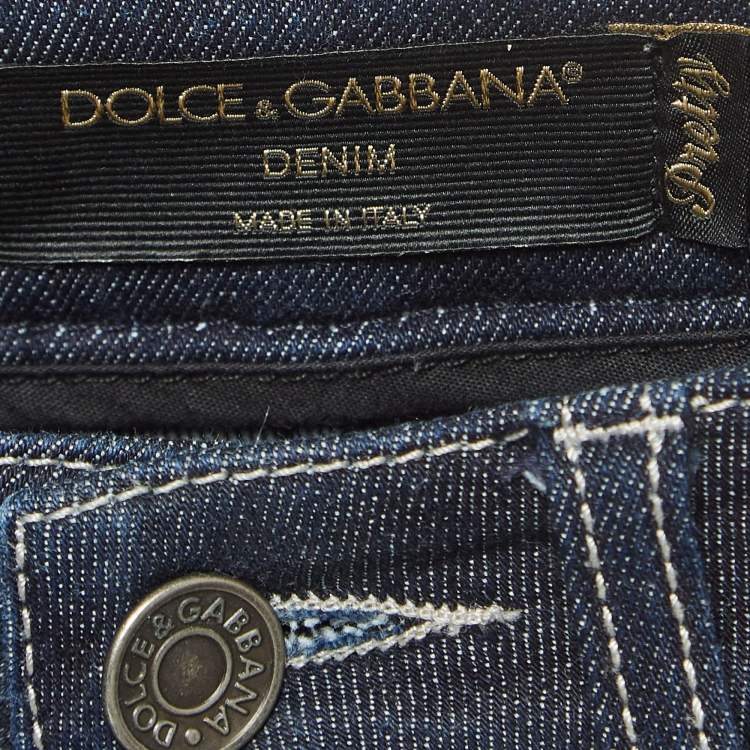 DOLCE & GABBANA®
DENIM
MADE IN ITALY
Pretty
DOLCE & GABBANA